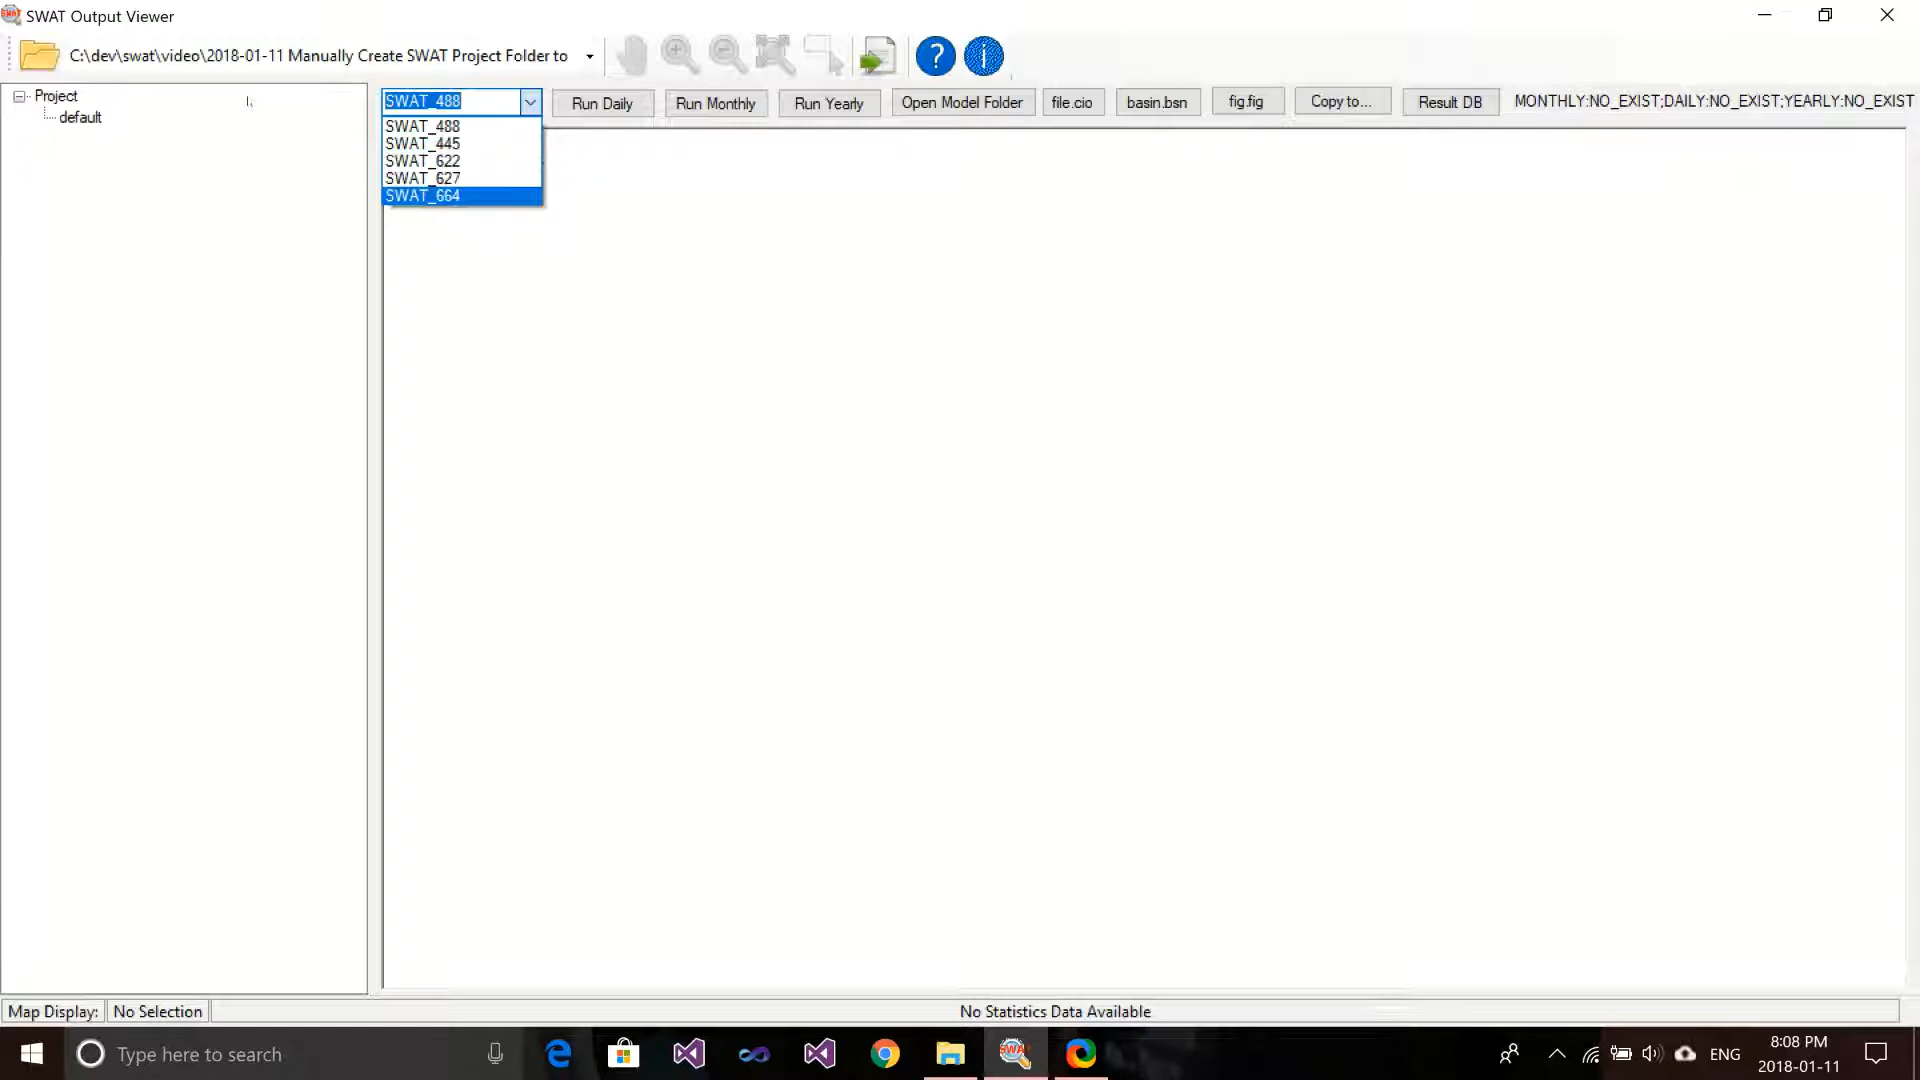 SWAT Output Viewer
C:\dev\swat\video\2018-01-11 Manually Create SWAT Project Folder to
Project
default
SWAT_488
Run Daily
Run Monthly
Run Yearly
Open Model Folder
file.cio
basin.bsn
fig.fig
Copy to...
Result DB
MONTHLY:NO_EXIST;DAILY:NO_EXIST;YEARLY:NO_EXIST
SWAT_488
SWAT_445
SWAT_622
SWAT_627
SWAT_664
Map Display:
No Selection
No Statistics Data Available
Type here to search
ENG
8:08 PM
2018-01-11